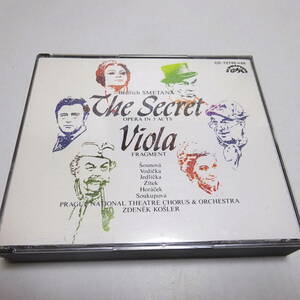 Bedřich SMETANA
The Secret
OPERA IN 3 ACTS
Viola
FRAGMENT
Šounová
Vodička
Jedlička
Zítek
Horáček
Soukupová
PRAGUE NATIONAL THEATRE CHORUS & ORCHESTRA
ZDENĚK KOŠLER